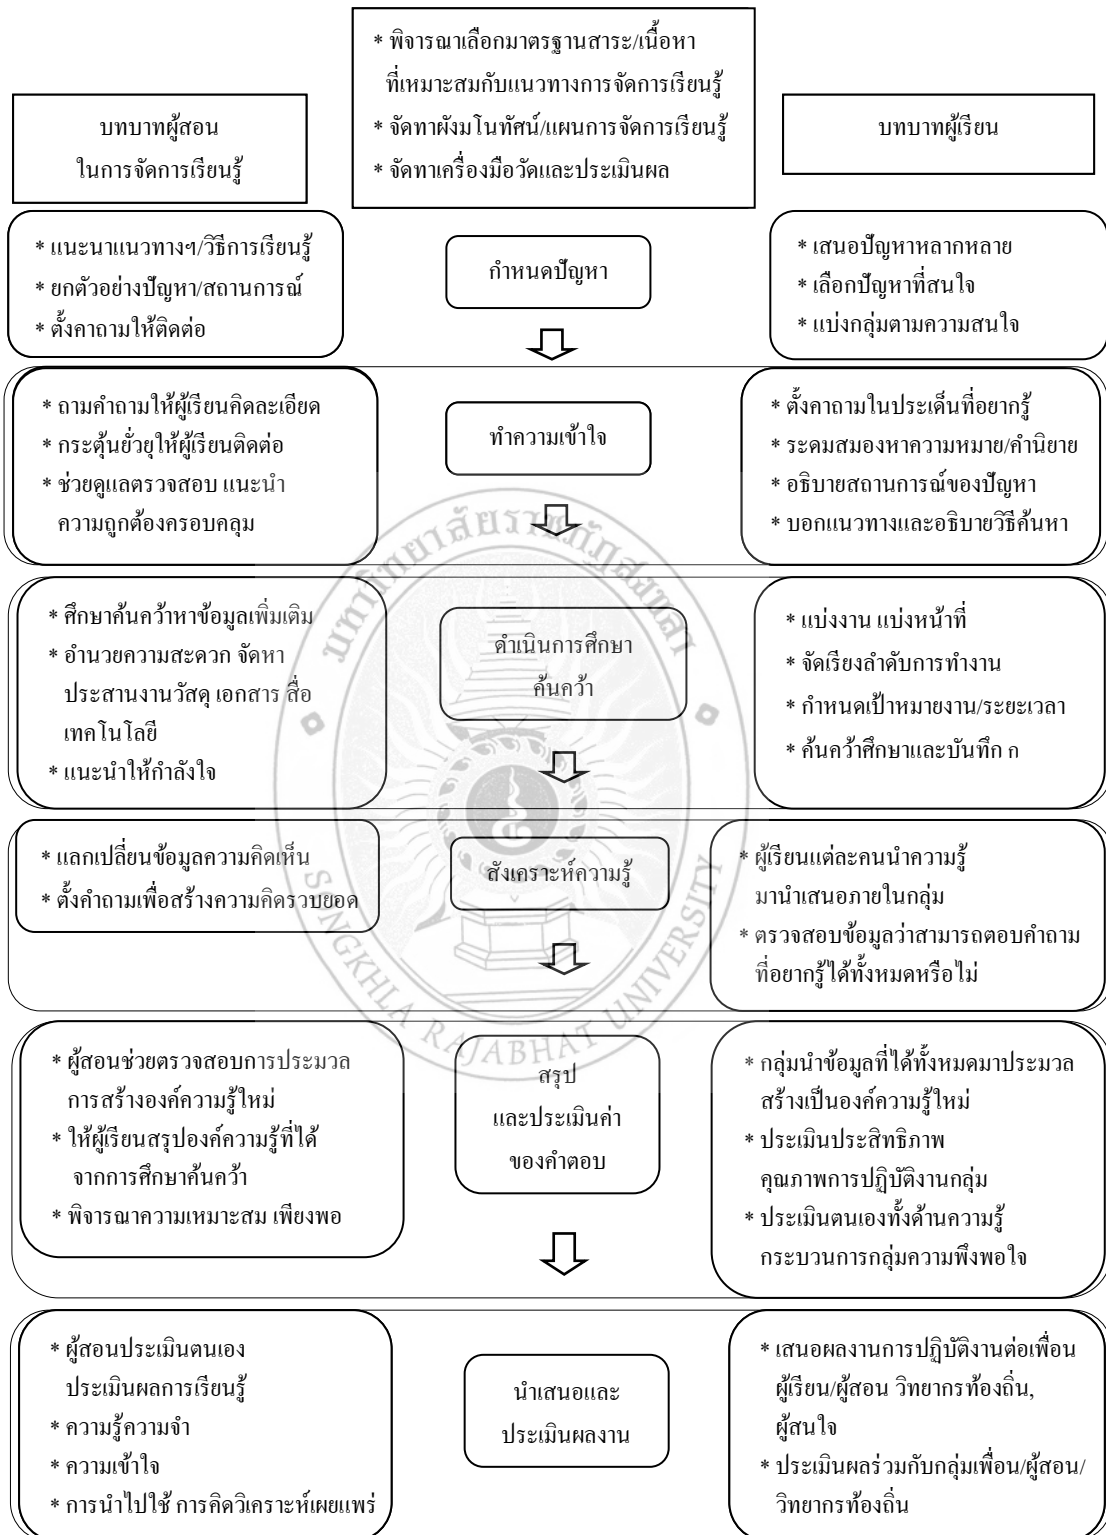 * พิจารณาเลือกมาตรฐานสาระ/เนื้อหา
ที่เหมาะสมกับแนวทางการจัดการเรียนรู้
* จัดทาผังมโนทัศน์/แผนการจัดการเรียนรู้
* จัดทาเครื่องมือวัดและประเมินผล
บทบาทผู้สอน
ในการจัดการเรียนรู้
บทบาทผู้เรียน
* แนะนาแนวทางฯ/วิธีการเรียนรู้
* ยกตัวอย่างปัญหา/สถานการณ์
* ตั้งคาถามให้ติดต่อ
กำหนดปัญหา
* เสนอปัญหาหลากหลาย
* เลือกปัญหาที่สนใจ
* แบ่งกลุ่มตามความสนใจ
* ถามคำถามให้ผู้เรียนคิดละเอียด
* กระตุ้นยั่วยุให้ผู้เรียนติดต่อ
* ช่วยดูแลตรวจสอบ แนะนำ
ความถูกต้องครอบคลุม
ทำความเข้าใจ
* ตั้งคาถามในประเด็นที่อยากรู้
* ระดมสมองหาความหมาย/คำนิยาย
* อธิบายสถานการณ์ของปัญหา
* บอกแนวทางและอธิบายวิธีค้นหา
* ศึกษาค้นคว้าหาข้อมูลเพิ่มเติม
* อำนวยความสะดวก จัดหา
ประสานงานวัสดุ เอกสาร สื่อ
เทคโนโลยี
* แนะนำให้กำลังใจ
ดำเนินการศึกษา
ค้นคว้า
* แบ่งงาน แบ่งหน้าที่
* จัดเรียงลำดับการทำงาน
* กำหนดเป้าหมายงาน/ระยะเวลา
* ค้นคว้าศึกษาและบันทึก ก
* แลกเปลี่ยนข้อมูลความคิดเห็น
* ตั้งคำถามเพื่อสร้างความคิดรวบยอด
สังเคราะห์ความรู้
* ผู้เรียนแต่ละคนนำความรู้
มานำเสนอภายในกลุ่ม
* ตรวจสอบข้อมูลว่าสามารถตอบคำถาม
ที่อยากรู้ได้ทั้งหมดหรือไม่
* ผู้สอนช่วยตรวจสอบการประมวล
การสร้างองค์ความรู้ใหม่
* ให้ผู้เรียนสรุปองค์ความรู้ที่ได้
จากการศึกษาค้นคว้า
* พิจารณาความเหมาะสม เพียงพอ
สรุป
และประเมินค่า
ของคำตอบ
* กลุ่มนำข้อมูลที่ได้ทั้งหมดมาประมวล
สร้างเป็นองค์ความรู้ใหม่
* ประเมินประสิทธิภาพ
คุณภาพการปฏิบัติงานกลุ่ม
* ประเมินตนเองทั้งด้านความรู้
กระบวนการกลุ่มความพึงพอใจ
* ผู้สอนประเมินตนเอง
ประเมินผลการเรียนรู้
* ความรู้ความจำ
* ความเข้าใจ
* การนำไปใช้ การคิดวิเคราะห์เผยแพร่
นำเสนอและ
ประเมินผลงาน
* เสนอผลงานการปฏิบัติงานต่อเพื่อน
ผู้เรียน/ผู้สอน วิทยากรท้องถิ่น,
ผู้สนใจ
* ประเมินผลร่วมกับกลุ่มเพื่อน/ผู้สอน/
วิทยากรท้องถิ่น
มหาวิทยาลัยราชภัฏสงขลา
SONGKHLA RAJABHAT UNIVERSITY